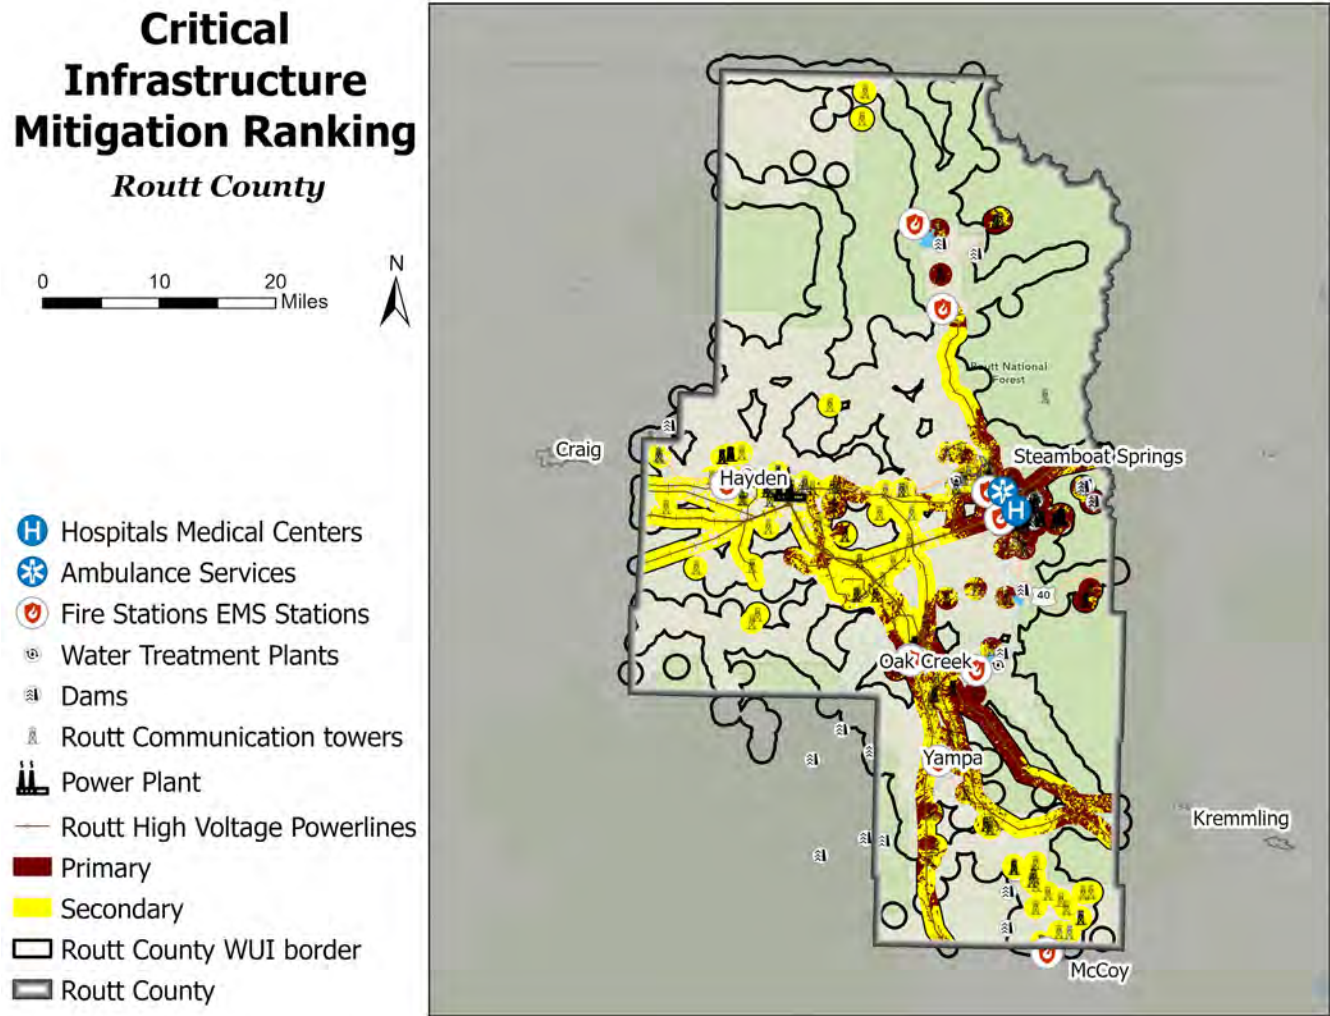 Critical
Infrastructure
Mitigation Ranking
Routt County
N
0 10 20
Miles
Hospitals Medical Centers
Ambulance Services
Fire Stations EMS Stations
Water Treatment Plants
Dams
Routt Communication towers
Power Plant
Routt High Voltage Powerlines
Primary
Secondary
Routt County WUI border
Routt County
Routt National
Forest
Craig
Steamboat Springs
Hayden
H
40
Oak Creek
Yampa
Kremmling
McCoy